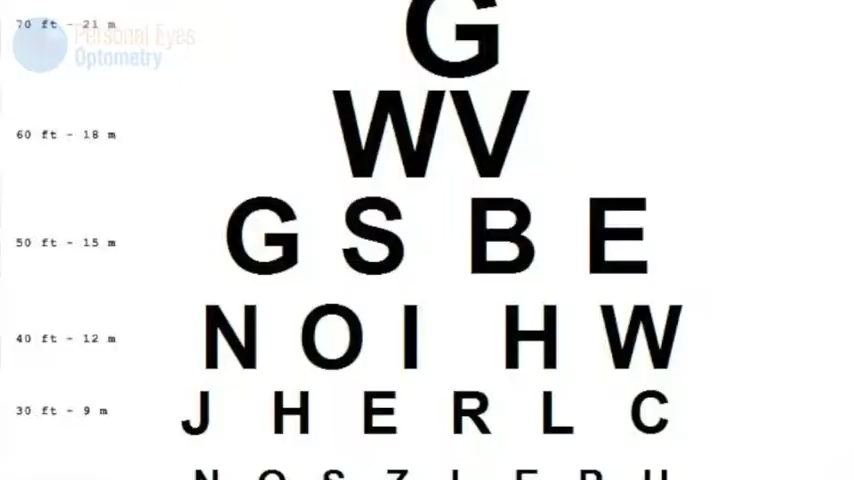 70 ft - 21 m
Personal Eyes
Optometry
G
60 ft - 18 m
W V
50 ft - 15 m
G S B E
40 ft - 12 m
N O I H W
30 ft - 9 m
J H E R L C